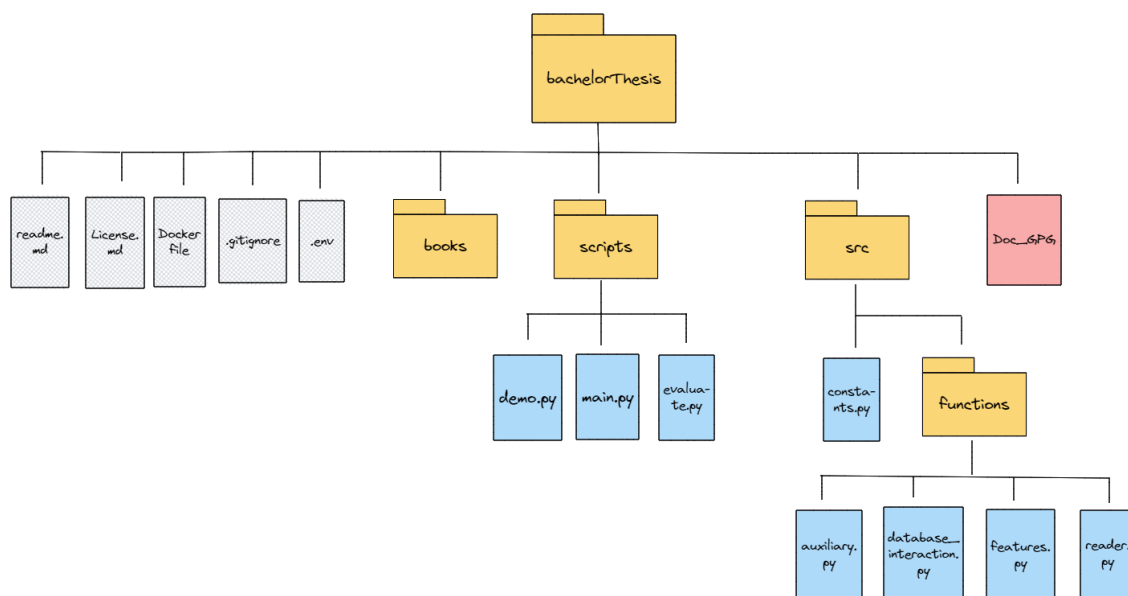 bachelorThesis
readme.
md
License.
md
Docker
file
.gitignore
.env
books
scripts
src
Doc_GPG
demo.py
main.py
evalua-
te.py
consta-
nts.py
functions
auxiliary.
py
database_
interaction.
py
features.
py
reader.
py